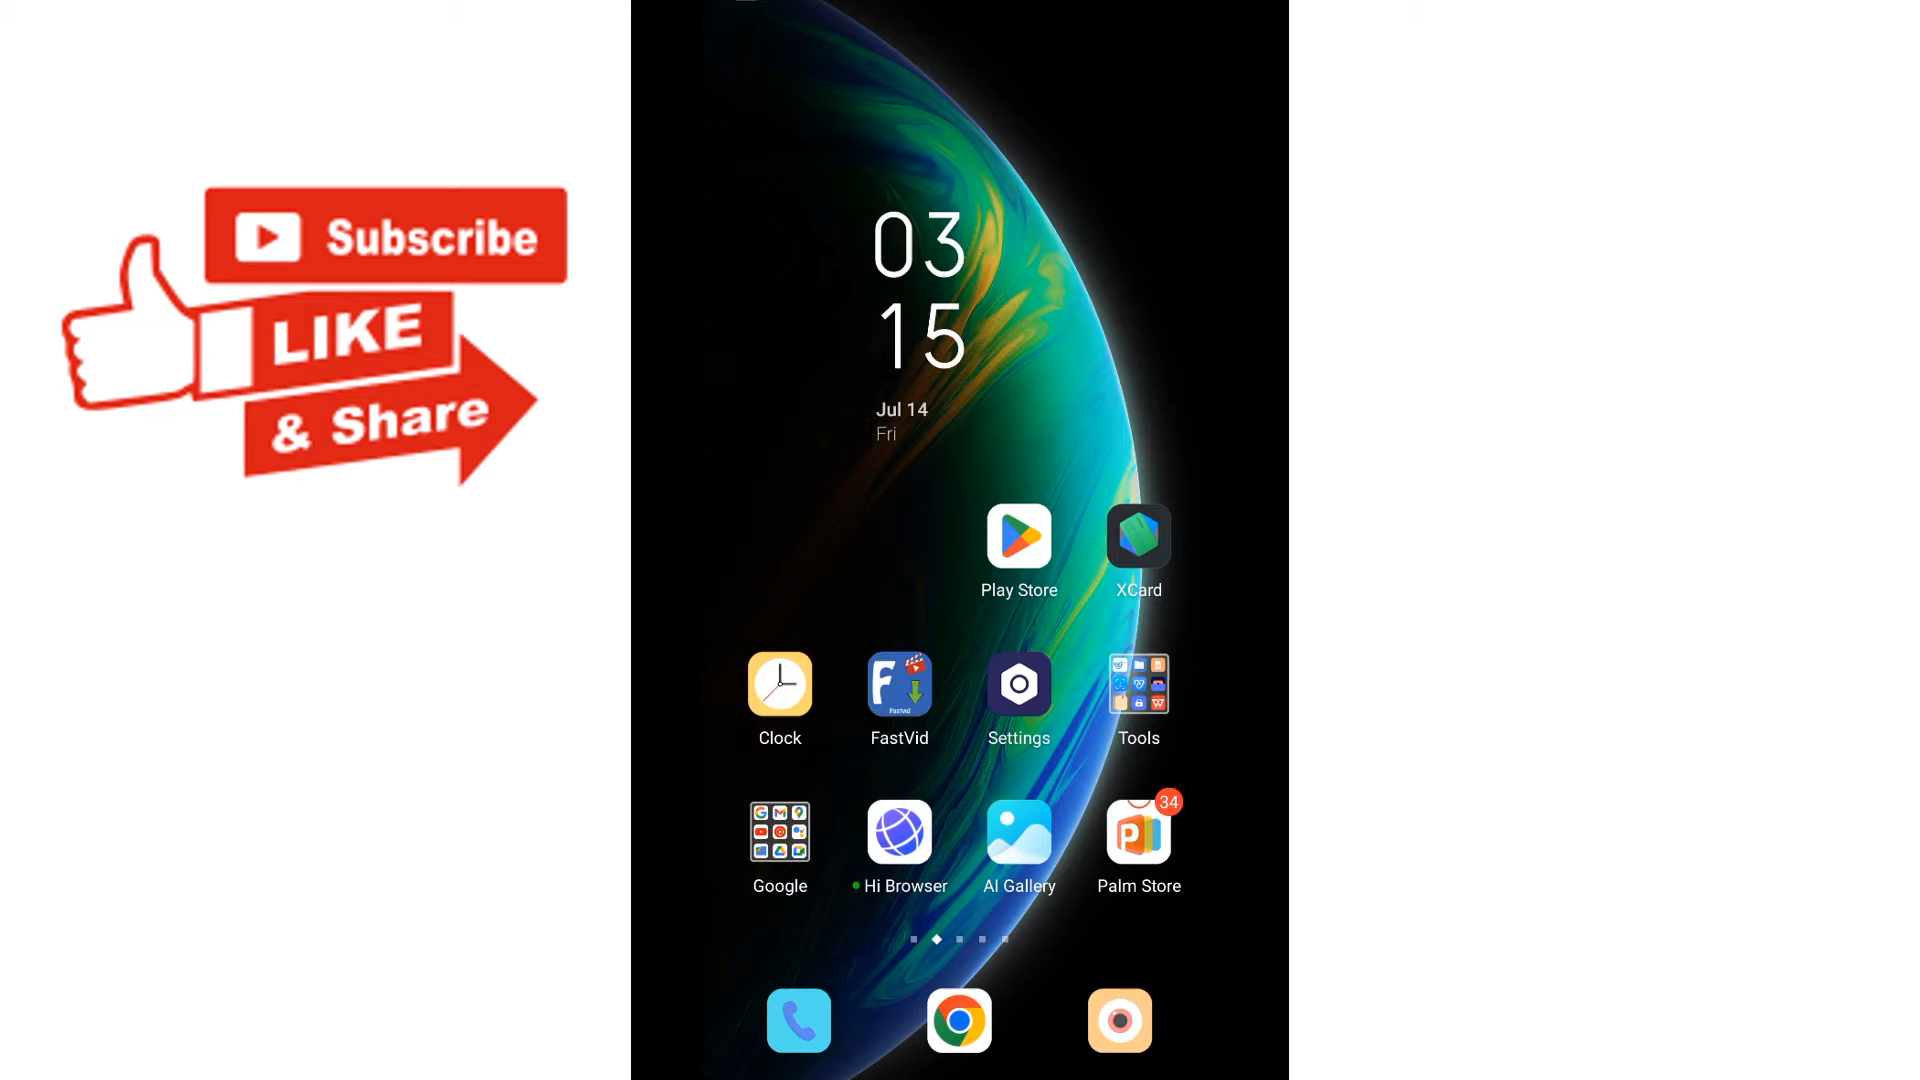 Subscribe
LIKE
& Share
03
15
Jul 14
Fri
Play Store
XCard
Fastvid
Clock
FastVid
Settings
Tools
34
Google
Hi Browser
AI Gallery
Palm Store